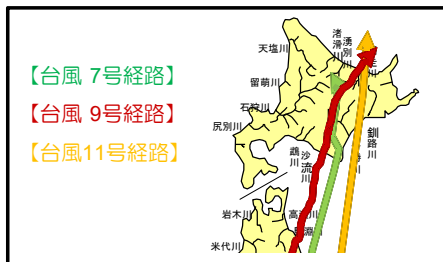 【台風 7号経路】
【台風 9号経路】
【台風11号経路】
天塩川
渚滑川
湧別川
留萌川
石狩川
尻別川
鵡川
沙流川
釧路川
岩木川
米代川